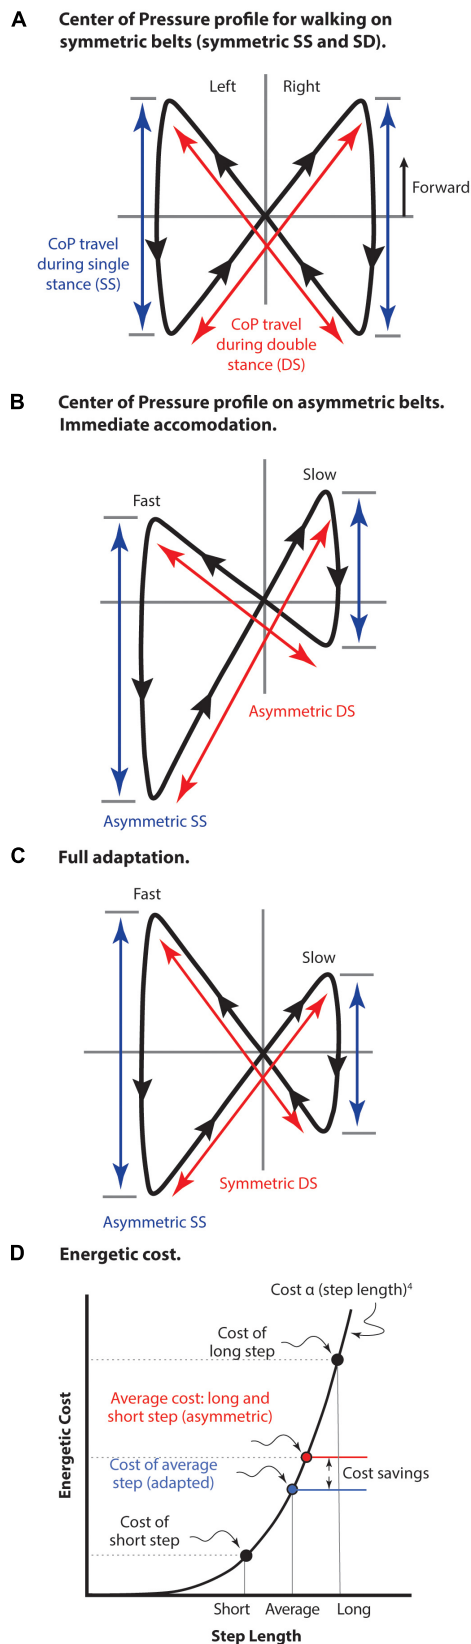 A
Center of Pressure profile for walking on
symmetric belts (symmetric SS and SD).
Left
Right
Forward
CoP travel
during single
stance (SS)
CoP travel
during double
stance (DS)
B
Center of Pressure profile on asymmetric belts.
Immediate accomodation.
Slow
Fast
Asymmetric DS
Asymmetric SS
C
Full adaptation.
Fast
Slow
Symmetric DS
Asymmetric SS
D
Energetic cost.
Cost α (step length)⁴
Cost of
long step
Average cost: long and
short step (asymmetric)
Cost of average
step (adapted)
Cost savings
Cost of
short step
Energetic Cost
Short
Average
Long
Step Length